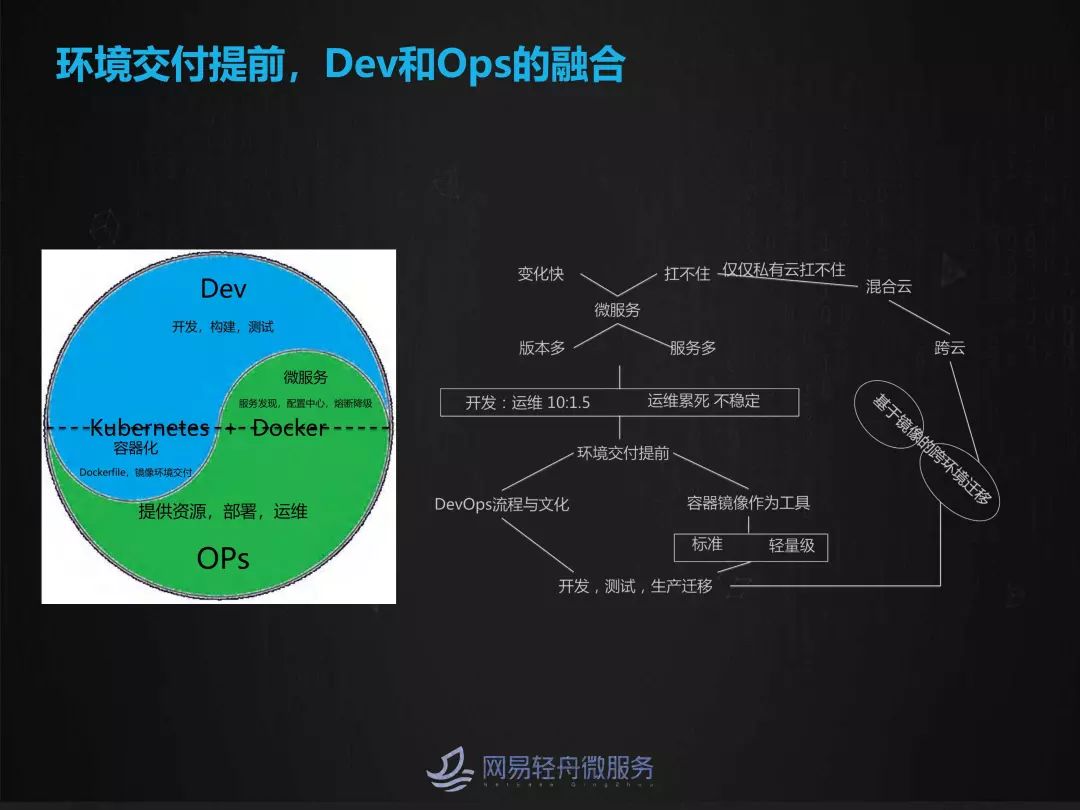 环境交付提前，Dev和Ops的融合
Dev
开发，构建，测试
微服务
服务发现，配置中心，熔断降级
Kubernetes + Docker
容器化
Dockerfile，镜像环境交付
提供资源，部署，运维
OPs
变化快
扛不住
仅仅私有云扛不住
混合云
微服务
版本多
服务多
跨云
开发：运维 10:1.5
运维累死 不稳定
基于镜像的跨环境迁移
环境交付提前
DevOps流程与文化
容器镜像作为工具
标准
轻量级
开发，测试，生产迁移
网易轻舟微服务
Netease QingZhou